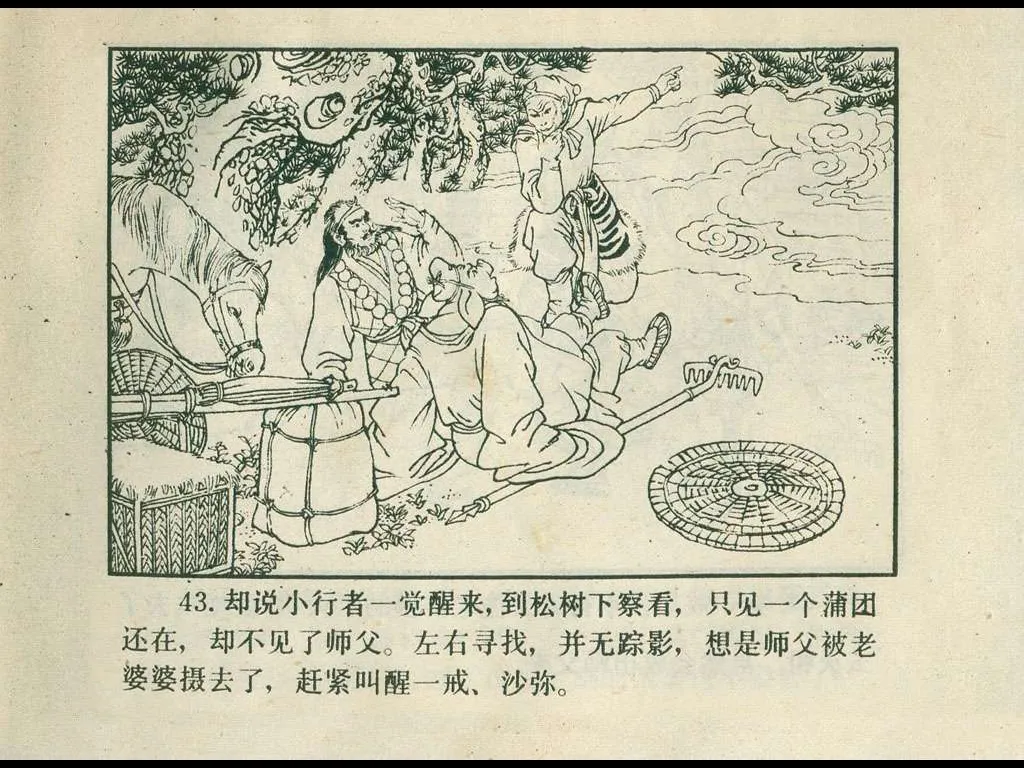 43. 却说小行者一觉醒来，到松树下察看，只见一个蒲团
还在，却不见了师父。左右寻找，并无踪影，想是师父被老
婆婆摄去了，赶紧叫醒一戒、沙弥。